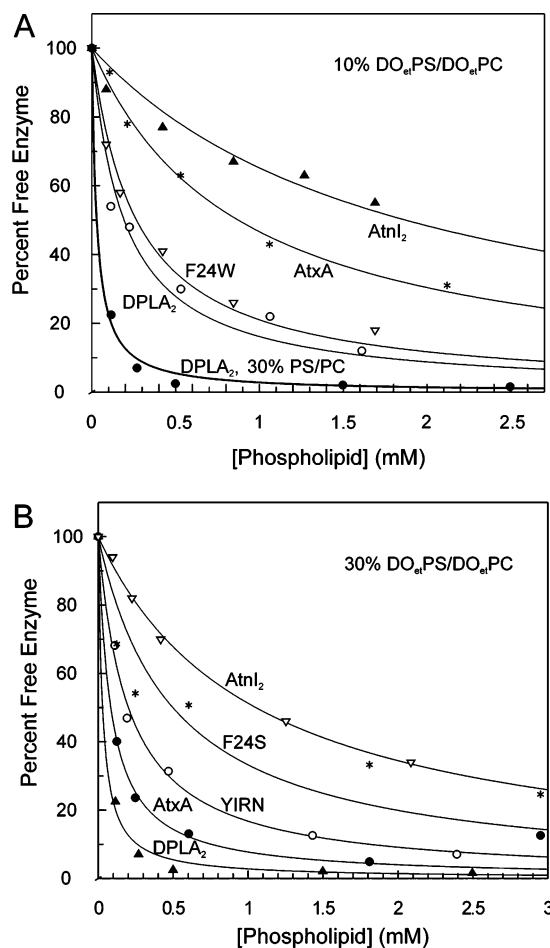 A
10% DOetPS/DOetPC
Percent Free Enzyme
100
80
60
40
20
0
AtnI2
AtxA
F24W
DPLA2
DPLA2, 30% PS/PC
0 0.5 1 1.5 2 2.5
[Phospholipid] (mM)
B
30% DOetPS/DOetPC
Percent Free Enzyme
100
80
60
40
20
0
AtnI2
F24S
YIRN
AtxA
DPLA2
0 0.5 1 1.5 2 2.5 3
[Phospholipid] (mM)